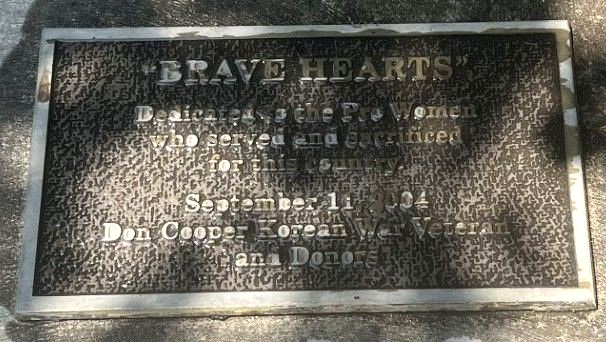 "BRAVE HEARTS"
Dedicated to the Pro Women
who served and sacrificed
for this country.
September 11, 2004
Don Cooper Korean War Veteran
and Donors